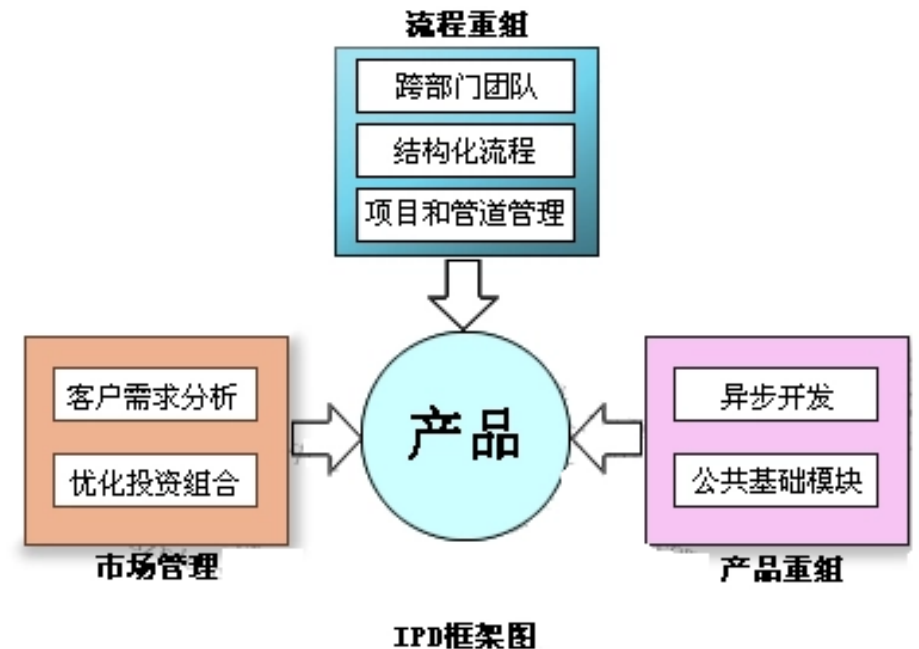 流程重组
跨部门团队
结构化流程
项目和管道管理
客户需求分析
优化投资组合
市场管理
产品
异步开发
公共基础模块
产品重组
IPD框架图